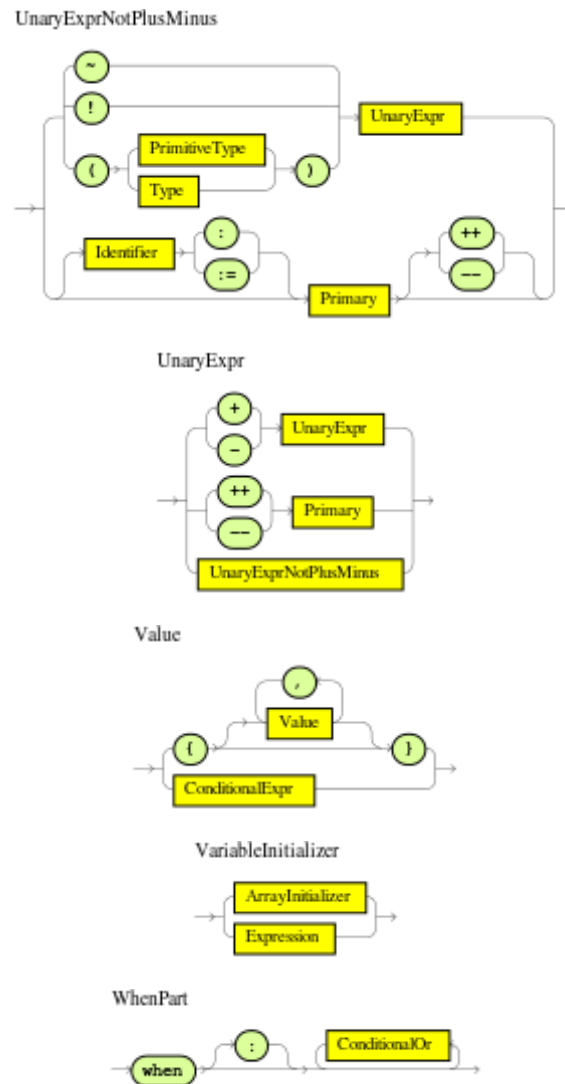 UnaryExprNotPlusMinus
~
!
UnaryExpr
( PrimitiveType )
Type
Identifier : ++
:= --
Primary
UnaryExpr
+ UnaryExpr
-
++ Primary
--
UnaryExprNotPlusMinus
Value
,
Value
{ }
ConditionalExpr
VariableInitializer
ArrayInitializer
Expression
WhenPart
: ConditionalOr
when